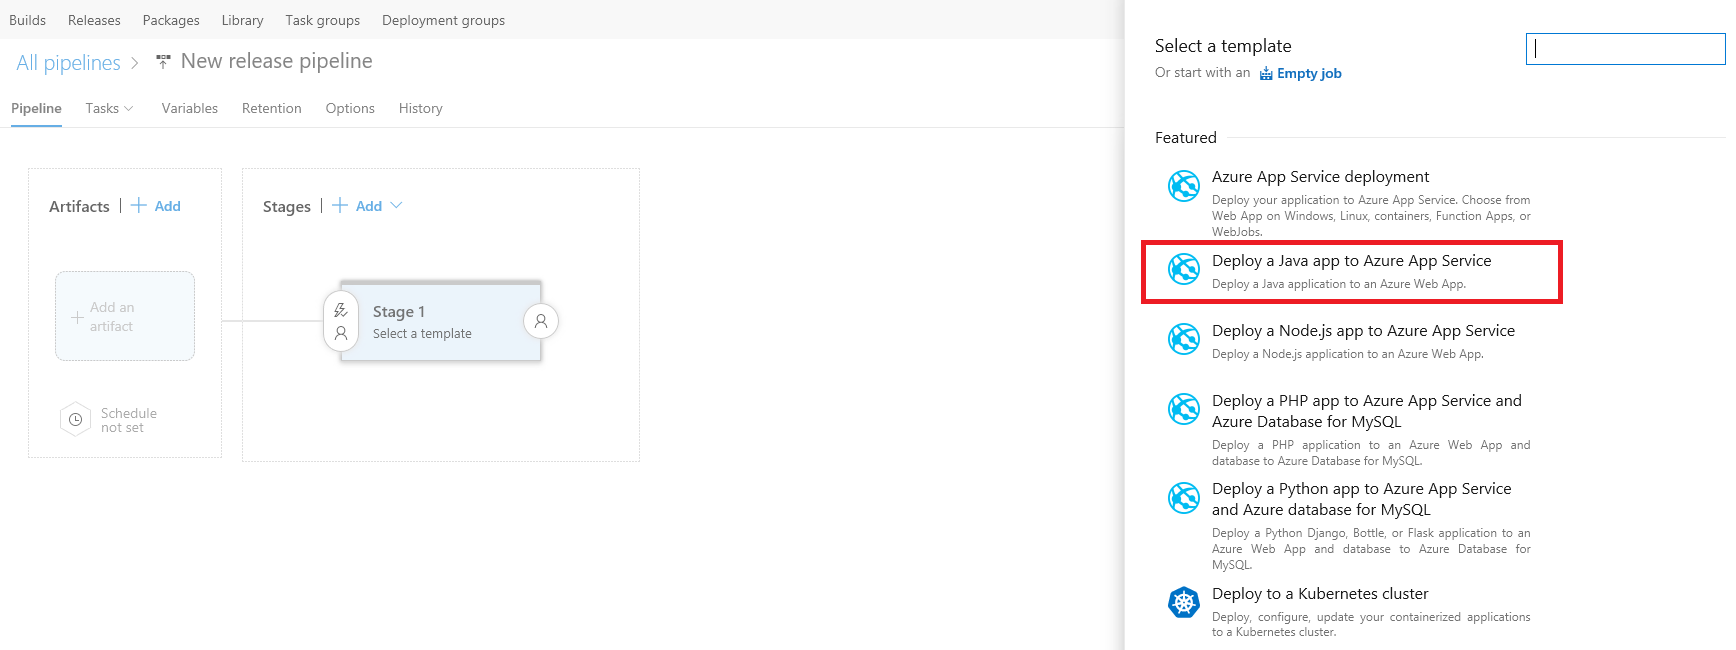 Builds Releases Packages Library Task groups Deployment groups
All pipelines > New release pipeline
Pipeline Tasks Variables Retention Options History
Artifacts | + Add
Stages | + Add
+ Add an
artifact
Stage 1
Select a template
Schedule
not set
Select a template
Or start with an Empty job
Featured
Azure App Service deployment
Deploy your application to Azure App Service. Choose from
Web App on Windows, Linux, containers, Function Apps, or
WebJobs.
Deploy a Java app to Azure App Service
Deploy a Java application to an Azure Web App.
Deploy a Node.js app to Azure App Service
Deploy a Node.js application to an Azure Web App.
Deploy a PHP app to Azure App Service and
Azure Database for MySQL
Deploy a PHP application to an Azure Web App and
database to Azure Database for MySQL.
Deploy a Python app to Azure App Service
and Azure database for MySQL
Deploy a Python Django, Bottle, or Flask application to an
Azure Web App and database to Azure Database for
MySQL.
Deploy to a Kubernetes cluster
Deploy, configure, update your containerized applications
to a Kubernetes cluster.